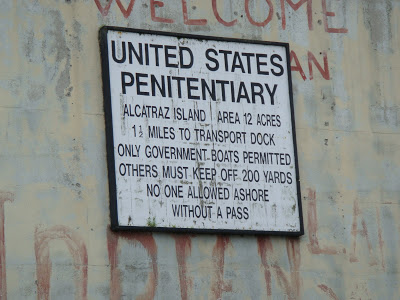 WELCOME
UNITED STATES
PENITENTIARY
ALCATRAZ ISLAND AREA 12 ACRES
1½ MILES TO TRANSPORT DOCK
ONLY GOVERNMENT BOATS PERMITTED
OTHERS MUST KEEP OFF 200 YARDS
NO ONE ALLOWED ASHORE
WITHOUT A PASS